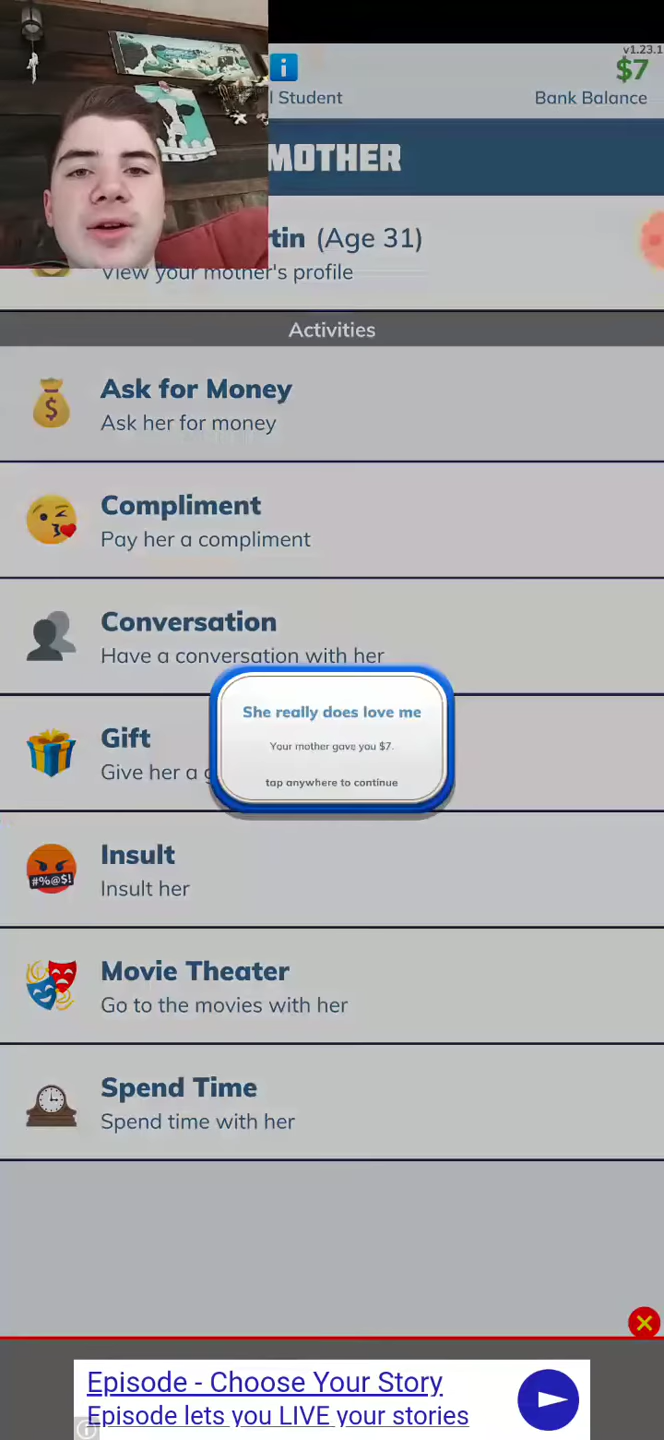 v1.23.1
$7
l Student
Bank Balance
MOTHER
tin (Age 31)
View your mother's profile
Activities
Ask for Money
Ask her for money
Compliment
Pay her a compliment
Conversation
Have a conversation with her
She really does love me
Your mother gave you $7.
tap anywhere to continue
Gift
Give her a g
Insult
#%@$!
Insult her
Movie Theater
Go to the movies with her
Spend Time
Spend time with her
Episode - Choose Your Story
Episode lets you LIVE your stories